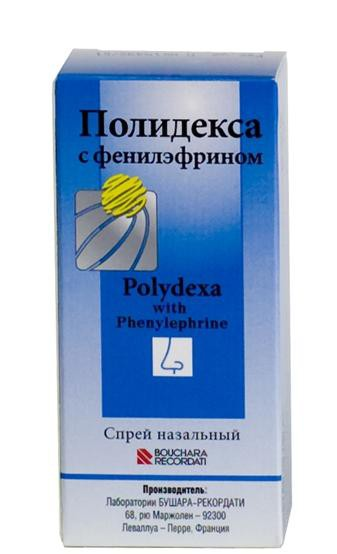 Полидекса
с фенилэфрином
Polydexa
with
Phenylephrine
Спрей назальный
BOUCHARA
RECORDATI
Производитель:
Лаборатории БУШАРА-РЕКОРДАТИ
68, рю Маржолен – 92300
Леваллуа – Перре, Франция